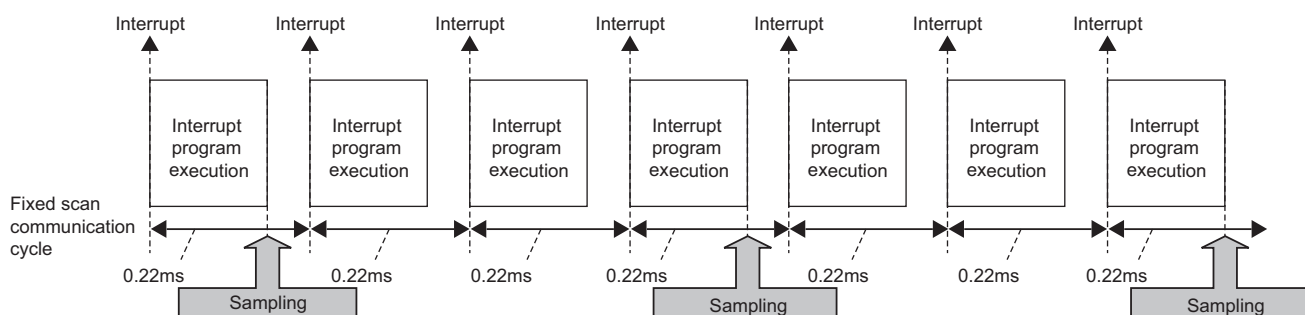 Interrupt Interrupt Interrupt Interrupt Interrupt Interrupt Interrupt
Interrupt program execution
Interrupt program execution
Interrupt program execution
Interrupt program execution
Interrupt program execution
Interrupt program execution
Interrupt program execution
Fixed scan
communication
cycle
0.22ms 0.22ms 0.22ms 0.22ms 0.22ms 0.22ms 0.22ms
Sampling Sampling Sampling